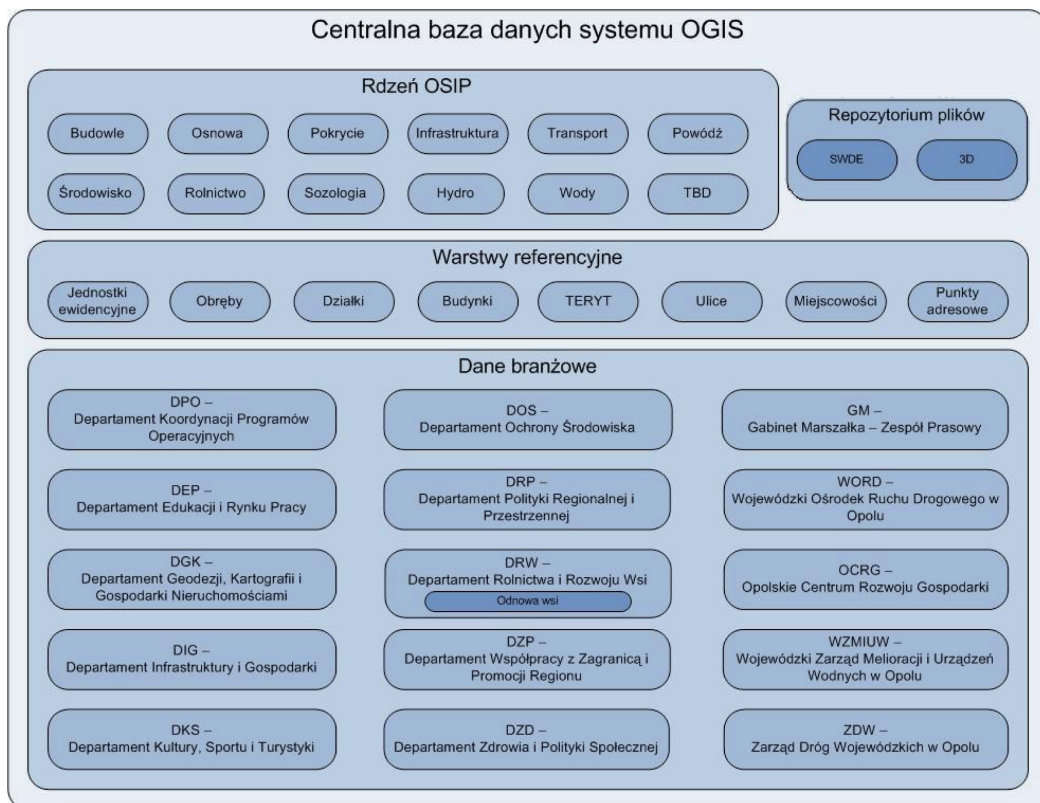 Centralna baza danych systemu OGIS
Rdzeń OSIP
Budowle
Osnowa
Pokrycie
Infrastruktura
Transport
Powódź
Środowisko
Rolnictwo
Sozologia
Hydro
Wody
TBD
Repozytorium plików
SWDE
3D
Warstwy referencyjne
Jednostki
ewidencyjne
Obręby
Działki
Budynki
TERYT
Ulice
Miejscowości
Punkty
adresowe
Dane branżowe
DPO –
Departament Koordynacji Programów
Operacyjnych
DOS –
Departament Ochrony Środowiska
GM –
Gabinet Marszałka – Zespół Prasowy
DEP –
Departament Edukacji i Rynku Pracy
DRP –
Departament Polityki Regionalnej i
Przestrzennej
WORD –
Wojewódzki Ośrodek Ruchu Drogowego w
Opolu
DGK –
Departament Geodezji, Kartografii i
Gospodarki Nieruchomościami
DRW –
Departament Rolnictwa i Rozwoju Wsi
Odnowa wsi
OCRG –
Opolskie Centrum Rozwoju Gospodarki
DIG –
Departament Infrastruktury i Gospodarki
DZP –
Departament Współpracy z Zagranicą i
Promocji Regionu
WZMIUW –
Wojewódzki Zarząd Melioracji i Urządzeń
Wodnych w Opolu
DKS –
Departament Kultury, Sportu i Turystyki
DZD –
Departament Zdrowia i Polityki Społecznej
ZDW –
Zarząd Dróg Wojewódzkich w Opolu